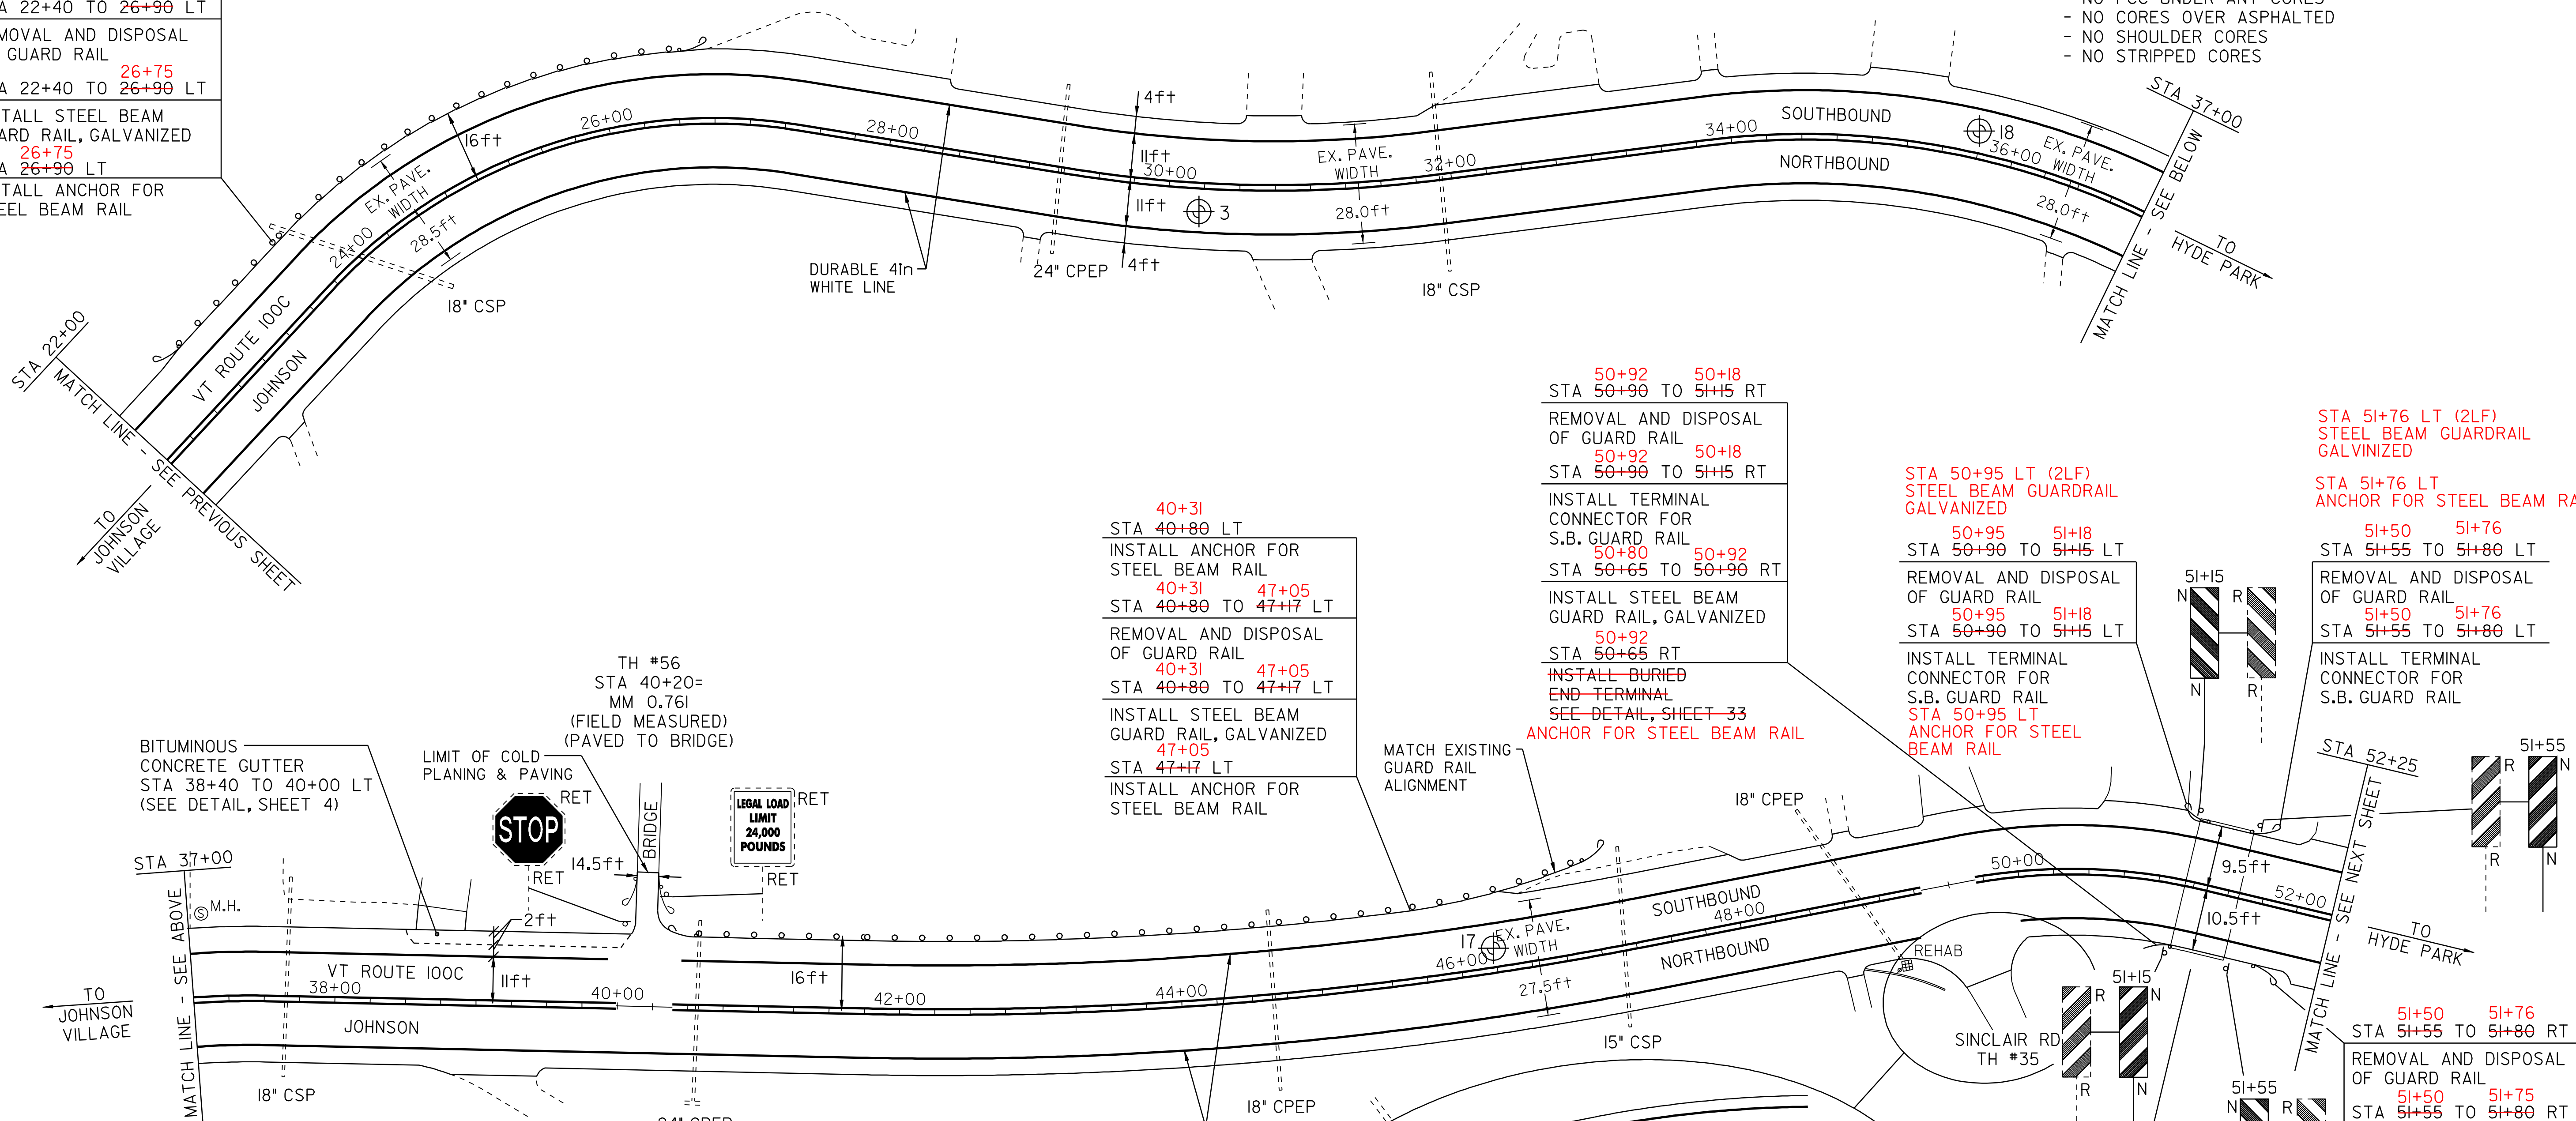 22+40 TO 26+90 LT
REMOVAL AND DISPOSAL
GUARD RAIL
26+75
22+40 TO 26+90 LT
STEEL BEAM
RAIL, GALVANIZED
26+75
26+90 LT
ANCHOR FOR
BEAM RAIL
- NO CORES OVER ASPHALTED
- NO SHOULDER CORES
- NO STRIPPED CORES
STA 22+00
MATCH LINE - SEE PREVIOUS SHEET
TO
JOHNSON
VILLAGE
VT ROUTE 100C
JOHNSON
24+00
EX. PAVE.
WIDTH
28.5ft
16ft
18" CSP
26+00
28+00
DURABLE 4in
WHITE LINE
4ft
11ft
30+00
11ft
4ft
3
24" CPEP
EX. PAVE.
WIDTH
28.0ft
32+00
18" CSP
34+00
SOUTHBOUND
NORTHBOUND
18
36+00
EX. PAVE.
WIDTH
28.0ft
STA 37+00
MATCH LINE - SEE BELOW
TO
HYDE PARK
BITUMINOUS
CONCRETE GUTTER
STA 38+40 TO 40+00 LT
(SEE DETAIL, SHEET 4)
TH #56
STA 40+20=
MM 0.761
(FIELD MEASURED)
(PAVED TO BRIDGE)
LIMIT OF COLD
PLANING & PAVING
STOP
RET
RET
14.5ft
BRIDGE
LEGAL LOAD
LIMIT
24,000
POUNDS
RET
RET
40+31
STA 40+80 LT
INSTALL ANCHOR FOR
STEEL BEAM RAIL
40+31 47+05
STA 40+80 TO 47+17 LT
REMOVAL AND DISPOSAL
OF GUARD RAIL
40+31 47+05
STA 40+80 TO 47+17 LT
INSTALL STEEL BEAM
GUARD RAIL, GALVANIZED
47+05
STA 47+17 LT
INSTALL ANCHOR FOR
STEEL BEAM RAIL
MATCH EXISTING
GUARD RAIL
ALIGNMENT
50+92 50+18
STA 50+90 TO 51+15 RT
REMOVAL AND DISPOSAL
OF GUARD RAIL
50+92 50+18
STA 50+90 TO 51+15 RT
INSTALL TERMINAL
CONNECTOR FOR
S.B. GUARD RAIL
50+80 50+92
STA 50+65 TO 50+90 RT
INSTALL STEEL BEAM
GUARD RAIL, GALVANIZED
50+92
STA 50+65 RT
INSTALL BURIED
END TERMINAL
SEE DETAIL, SHEET 33
ANCHOR FOR STEEL BEAM RAIL
STA 50+95 LT (2LF)
STEEL BEAM GUARDRAIL
GALVANIZED
50+95 51+18
STA 50+90 TO 51+15 LT
REMOVAL AND DISPOSAL
OF GUARD RAIL
50+95 51+18
STA 50+90 TO 51+15 LT
INSTALL TERMINAL
CONNECTOR FOR
S.B. GUARD RAIL
STA 50+95 LT
ANCHOR FOR STEEL
BEAM RAIL
51+15
N R
N R
STA 51+76 LT (2LF)
STEEL BEAM GUARDRAIL
GALVINIZED
STA 51+76 LT
ANCHOR FOR STEEL BEAM
51+50 51+76
STA 51+55 TO 51+80 LT
REMOVAL AND DISPOSAL
OF GUARD RAIL
51+50 51+76
STA 51+55 TO 51+80 LT
INSTALL TERMINAL
CONNECTOR FOR
S.B. GUARD RAIL
51+55
R N
R N
STA 52+25
MATCH LINE - SEE NEXT SHEET
TO
HYDE PARK
STA 37+00
MATCH LINE - SEE ABOVE
S M.H.
TO
JOHNSON
VILLAGE
2ft
VT ROUTE 100C
11ft
38+00
JOHNSON
18" CSP
40+00
16ft
42+00
44+00
18" CPEP
46+00
17
EX. PAVE.
WIDTH
27.5ft
15" CSP
SOUTHBOUND
48+00
NORTHBOUND
18" CPEP
REHAB
50+00
9.5ft
10.5ft
52+00
SINCLAIR RD
TH #35
51+15
R N
R N
51+55
N R
51+50 51+76
STA 51+55 TO 51+80 RT
REMOVAL AND DISPOSAL
OF GUARD RAIL
51+50 51+75
STA 51+55 TO 51+80 RT